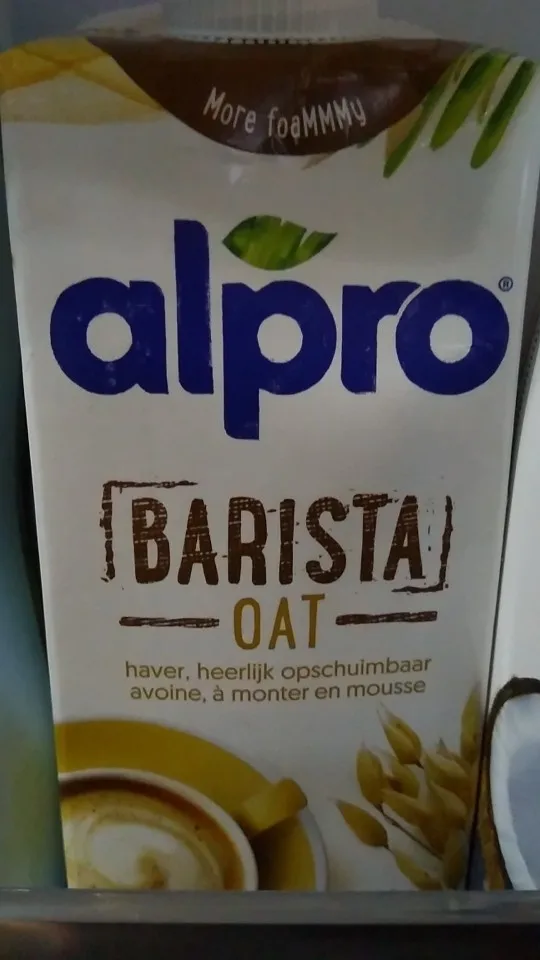 More foaMMMy
alpro®
BARISTA
OAT
haver, heerlijk opschuimbaar
avoine, à monter en mousse